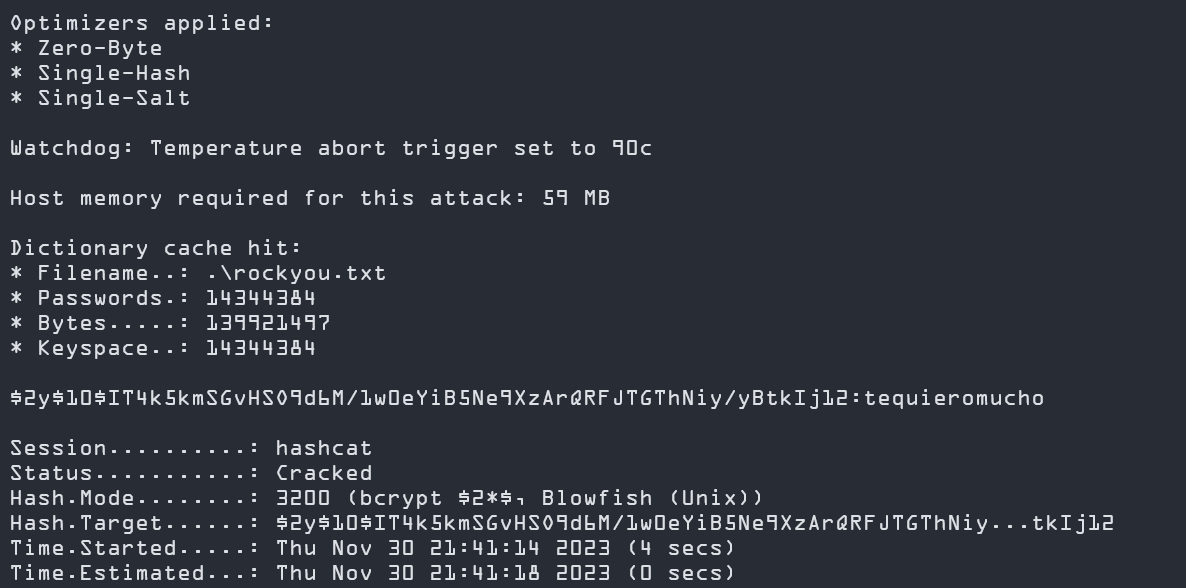 Optimizers applied:
* Zero-Byte
* Single-Hash
* Single-Salt
Watchdog: Temperature abort trigger set to 90c
Host memory required for this attack: 59 MB
Dictionary cache hit:
* Filename..: .\rockyou.txt
* Passwords.: 14344384
* Bytes.....: 139921497
* Keyspace..: 14344384
$2y$10$IT4k5kmSGvHSO9d6M/1w0eYiB5Ne9XzArQRFJTGThNiy/yBtkIj12:tequieromucho
Session..........: hashcat
Status...........: Cracked
Hash.Mode........: 3200 (bcrypt $2*$, Blowfish (Unix))
Hash.Target......: $2y$10$IT4k5kmSGvHSO9d6M/1w0eYiB5Ne9XzArQRFJTGThNiy...tkIj12
Time.Started.....: Thu Nov 30 21:41:14 2023 (4 secs)
Time.Estimated...: Thu Nov 30 21:41:18 2023 (0 secs)